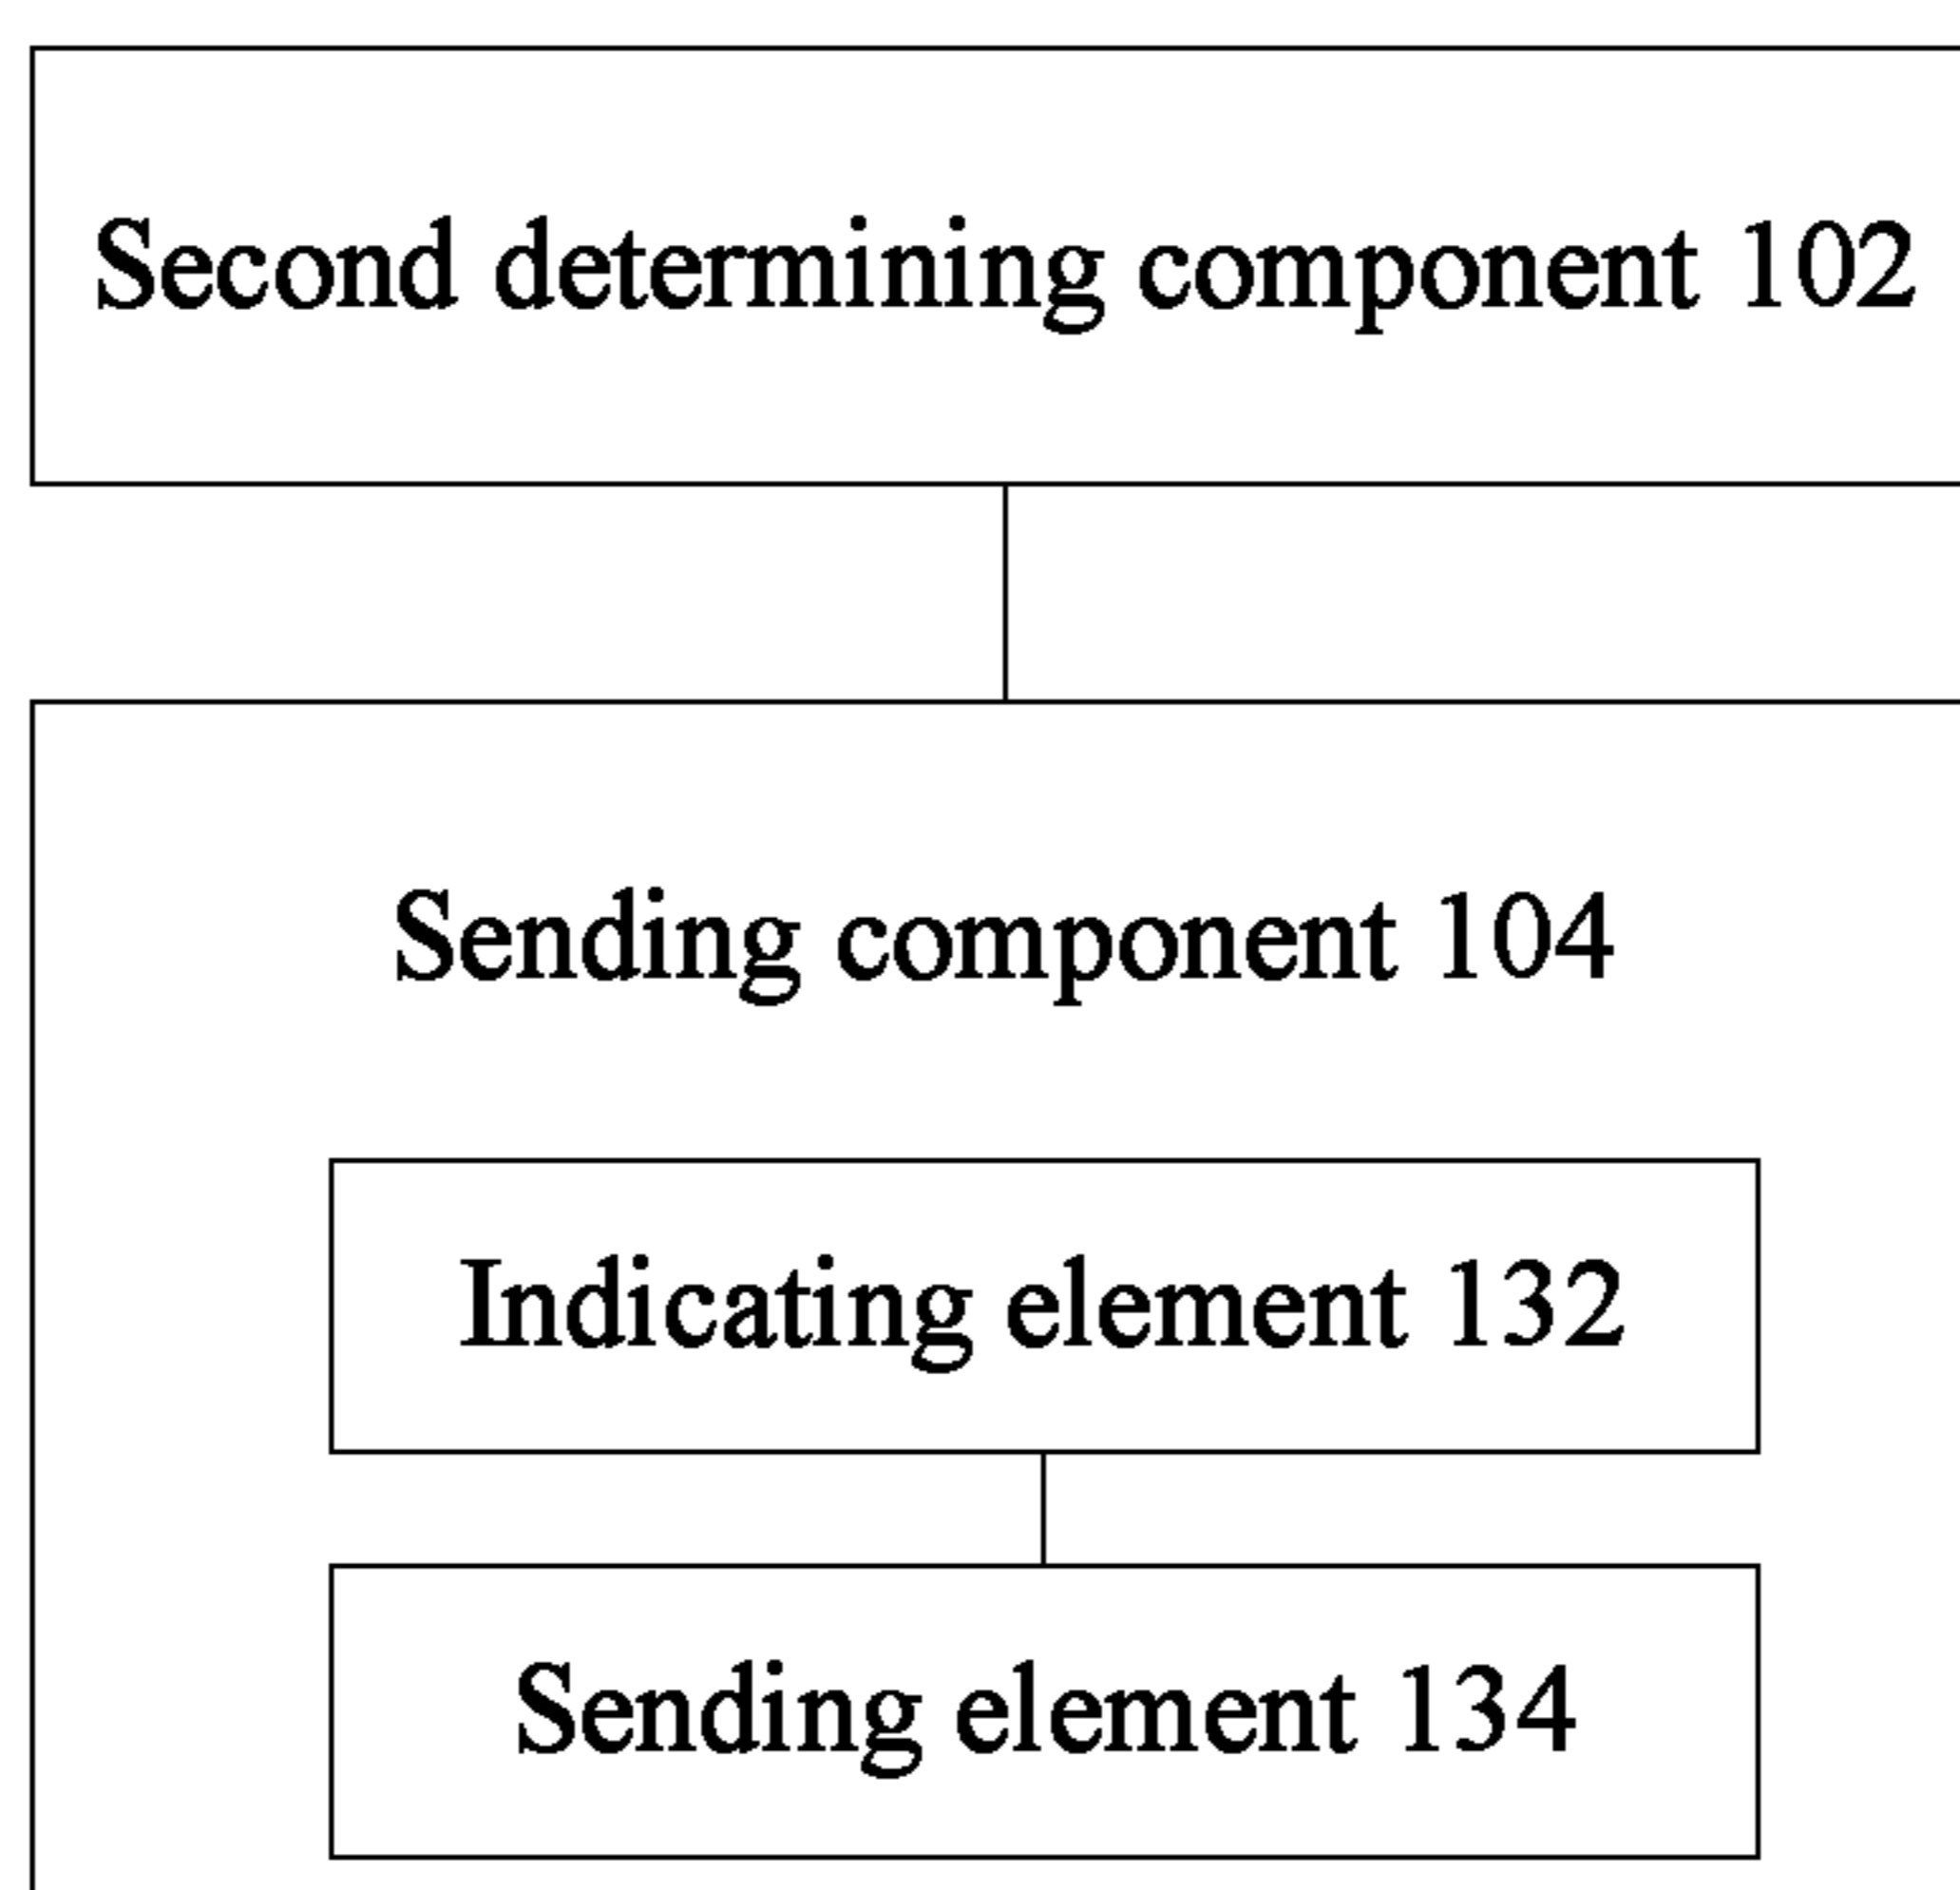 Second determining component 102
Sending component 104
Indicating element 132
Sending element 134